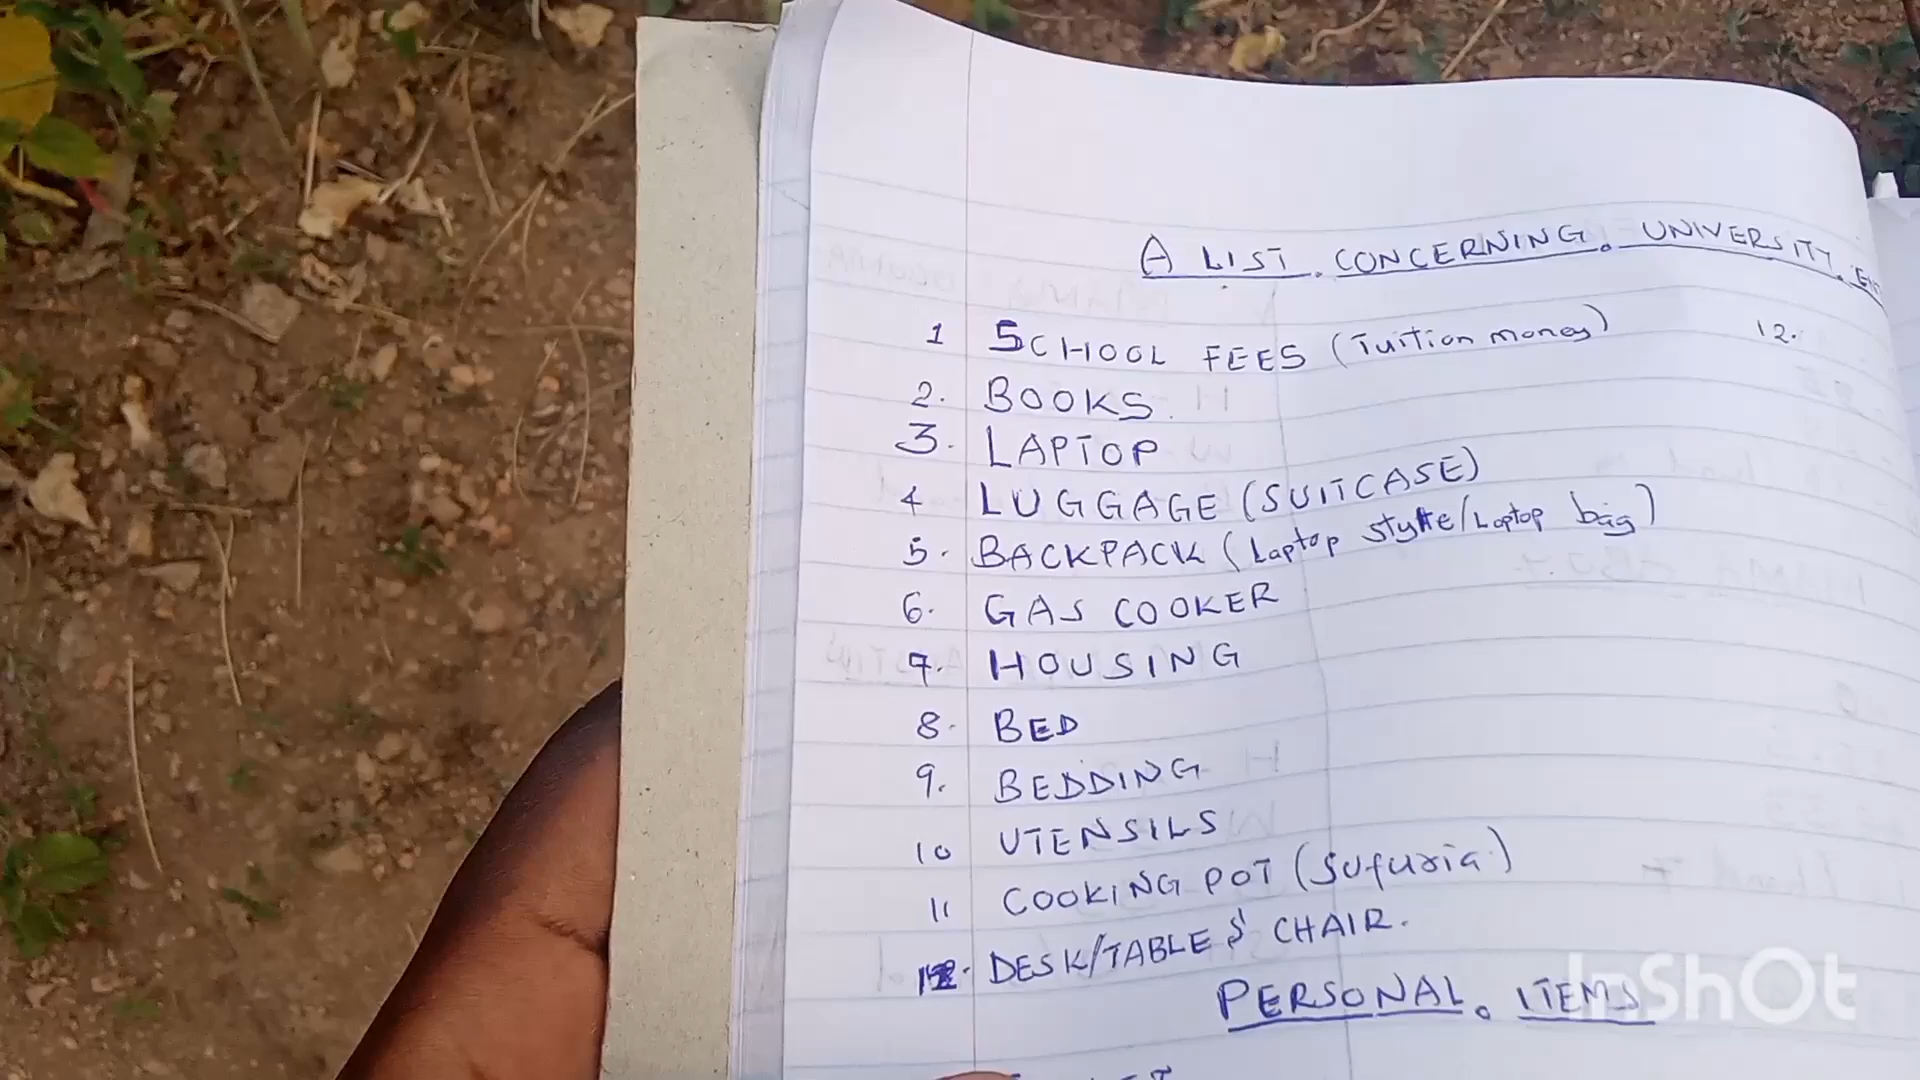 A LIST. CONCERNING. UNIVERSITY.
1 SCHOOL FEES (Tuition money)
12.
2. BOOKS.
3. LAPTOP
4 LUGGAGE (SUITCASE)
5. BACKPACK (Laptop style/Laptop bag)
6. GAS COOKER
7. HOUSING
8. BED
9. BEDDING
10 UTENSILS
11 COOKING POT (sufuria)
12. DESK/TABLE & CHAIR.
PERSONAL. ITEMS
InShOt